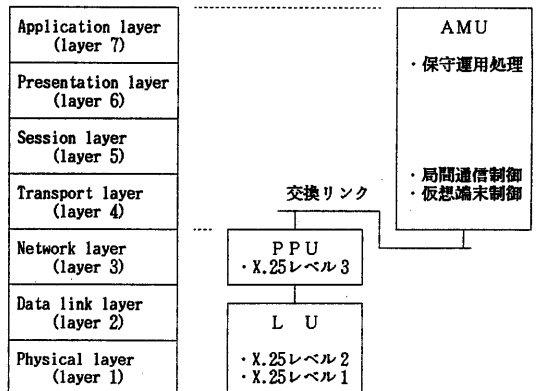 Application layer
(layer 7)
Presentation layer
(layer 6)
Session layer
(layer 5)
Transport layer
(layer 4)
Network layer
(layer 3)
Data link layer
(layer 2)
Physical layer
(layer 1)
AMU
・保守運用処理
・局間通信制御
・仮想端末制御
交換リンク
PPU
・X.25レベル3
LU
・X.25レベル2
・X.25レベル1